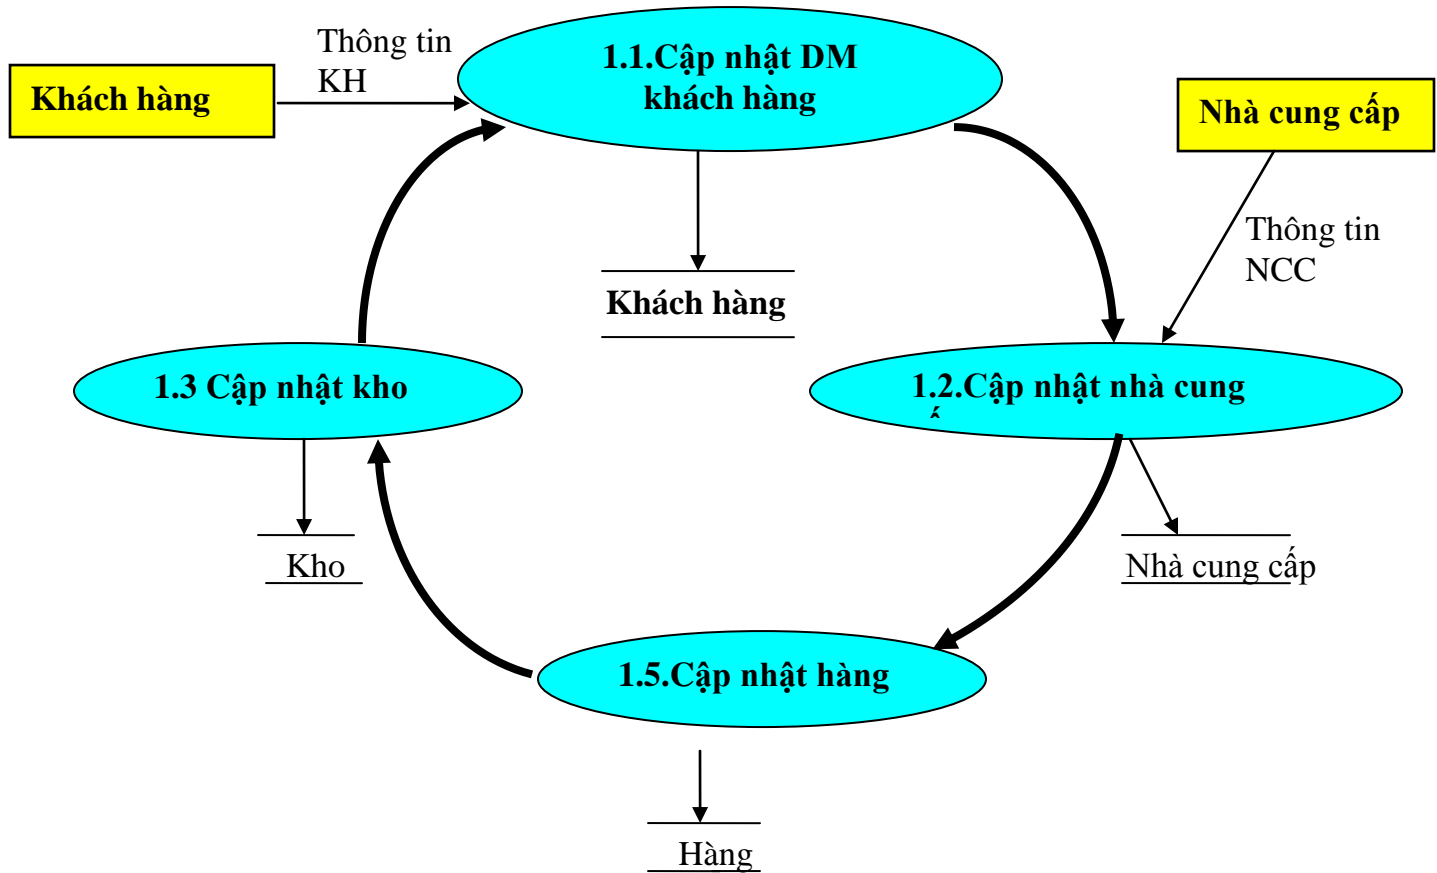 Thông tin
KH
1.1.Cập nhật DM
khách hàng
Khách hàng
Nhà cung cấp
Thông tin
NCC
Khách hàng
1.3 Cập nhật kho
1.2.Cập nhật nhà cung
Kho
Nhà cung cấp
1.5.Cập nhật hàng
Hàng